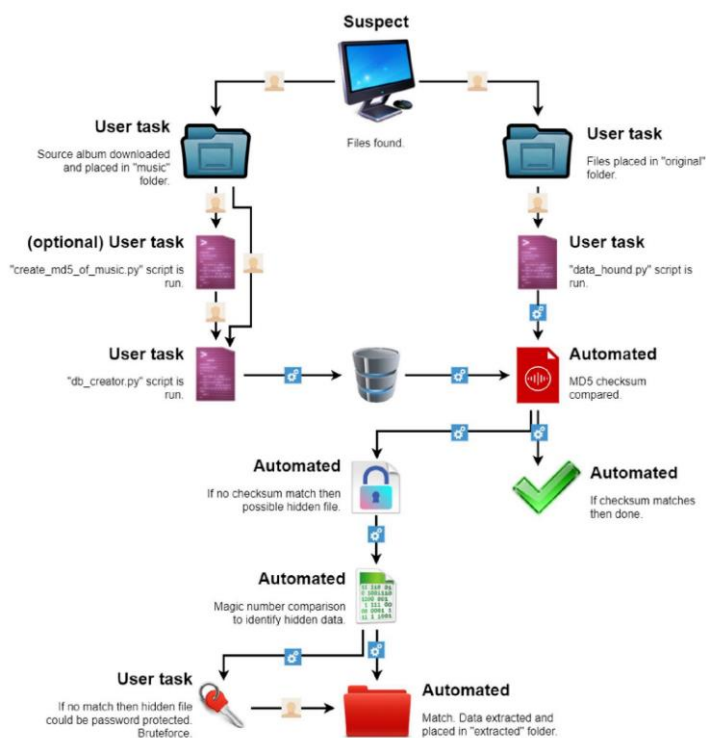 Suspect
Files found.
User task
Source album downloaded
and placed in "music"
folder.
User task
Files placed in "original"
folder.
(optional) User task
"create_md5_of_music.py" script is
run.
User task
"data_hound.py" script is
run.
User task
"db_creator.py" script is
run.
Automated
MD5 checksum
compared.
Automated
If no checksum match then
possible hidden file.
Automated
If checksum matches
then done.
Automated
Magic number comparison
to identify hidden data.
User task
If no match then hidden file
could be password protected.
Bruteforce.
Automated
Match. Data extracted and
placed in "extracted" folder.